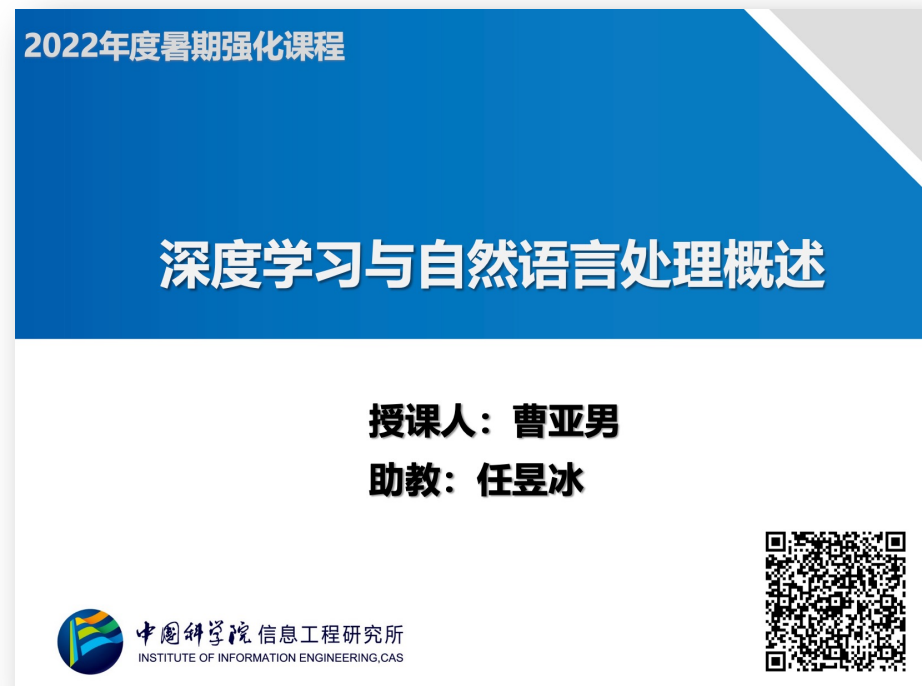 2022年度暑期强化课程
深度学习与自然语言处理概述
授课人：曹亚男
助教：任昱冰
中国科学院 信息工程研究所
INSTITUTE OF INFORMATION ENGINEERING,CAS